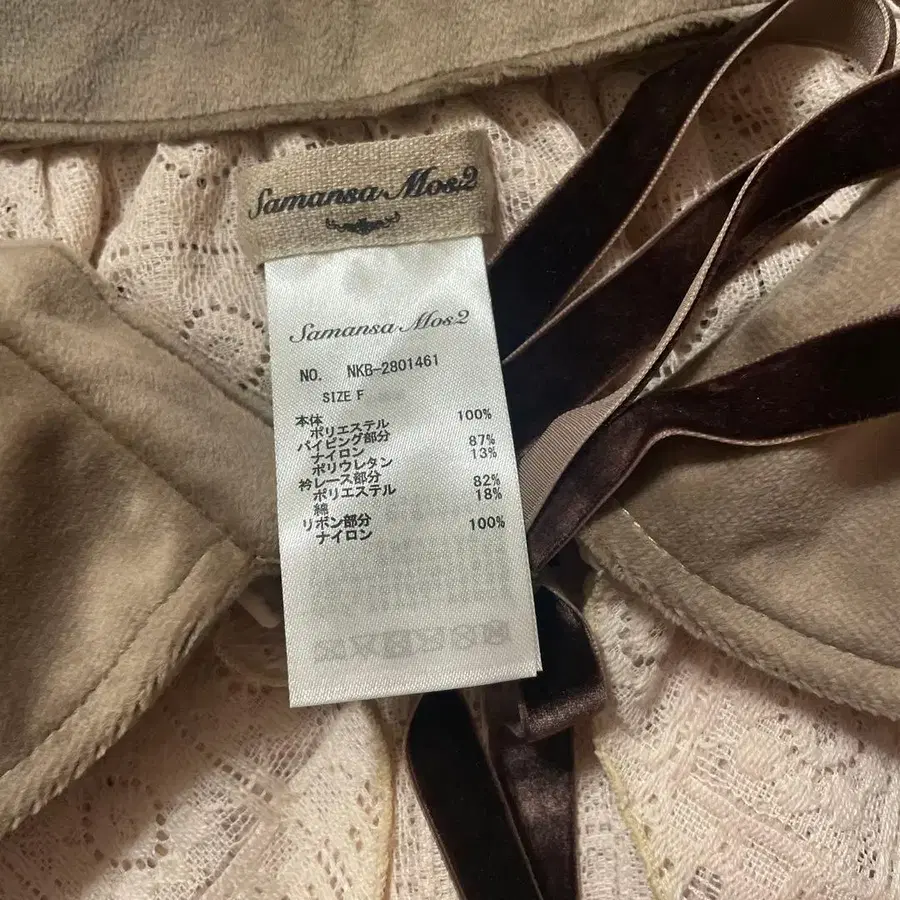 Samansa Mos2
Samansa Mos2
NO. NKB-2801461
SIZE F
本体
ポリエステル 100%
パイピング部分
ナイロン 87%
ポリウレタン 13%
衿レース部分
ポリエステル 82%
綿 18%
リボン部分
ナイロン 100%